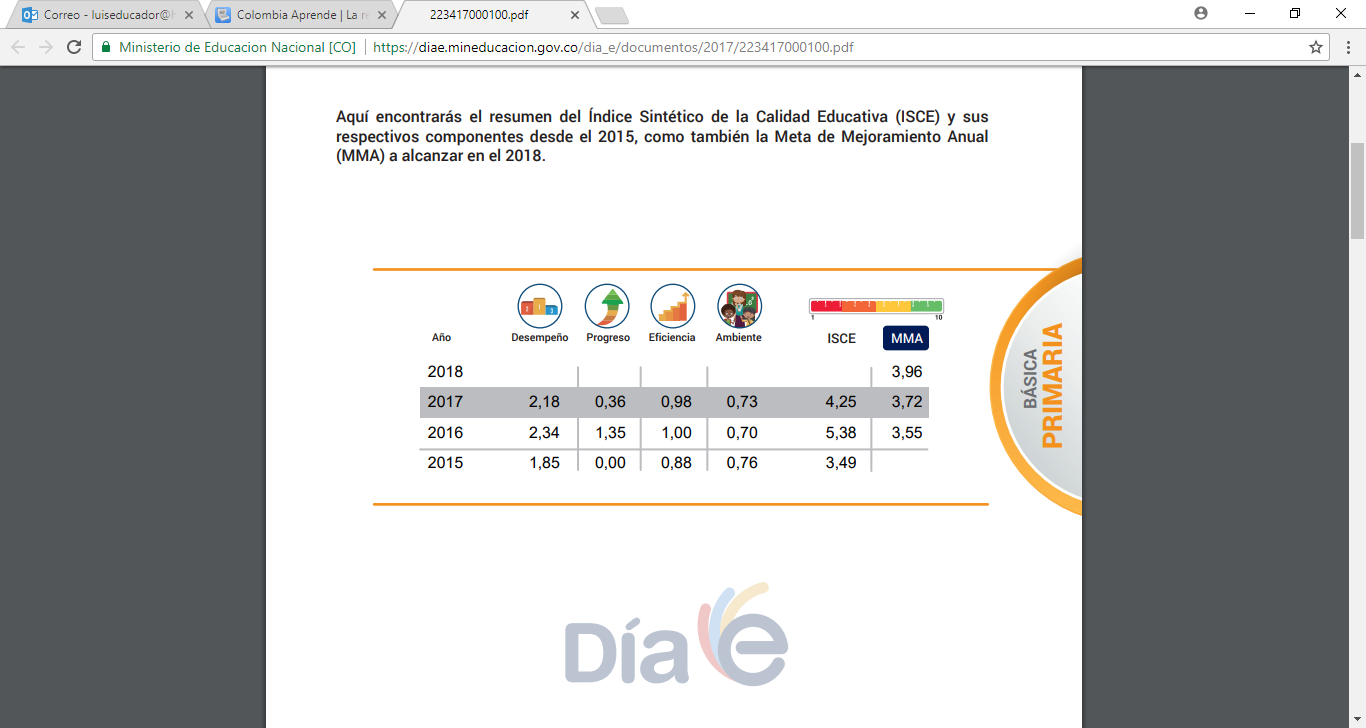 Correo - luiseducador@h
Colombia Aprende | La re
223417000100.pdf
Ministerio de Educacion Nacional [CO]
https://diae.mineducacion.gov.co/dia_e/documentos/2017/223417000100.pdf
Aquí encontrarás el resumen del Índice Sintético de la Calidad Educativa (ISCE) y sus
respectivos componentes desde el 2015, como también la Meta de Mejoramiento Anual
(MMA) a alcanzar en el 2018.
1 10
Año Desempeño Progreso Eficiencia Ambiente ISCE MMA
2018 3,96
2017 2,18 0,36 0,98 0,73 4,25 3,72
2016 2,34 1,35 1,00 0,70 5,38 3,55
2015 1,85 0,00 0,88 0,76 3,49
BÁSICA
PRIMARIA
Día e